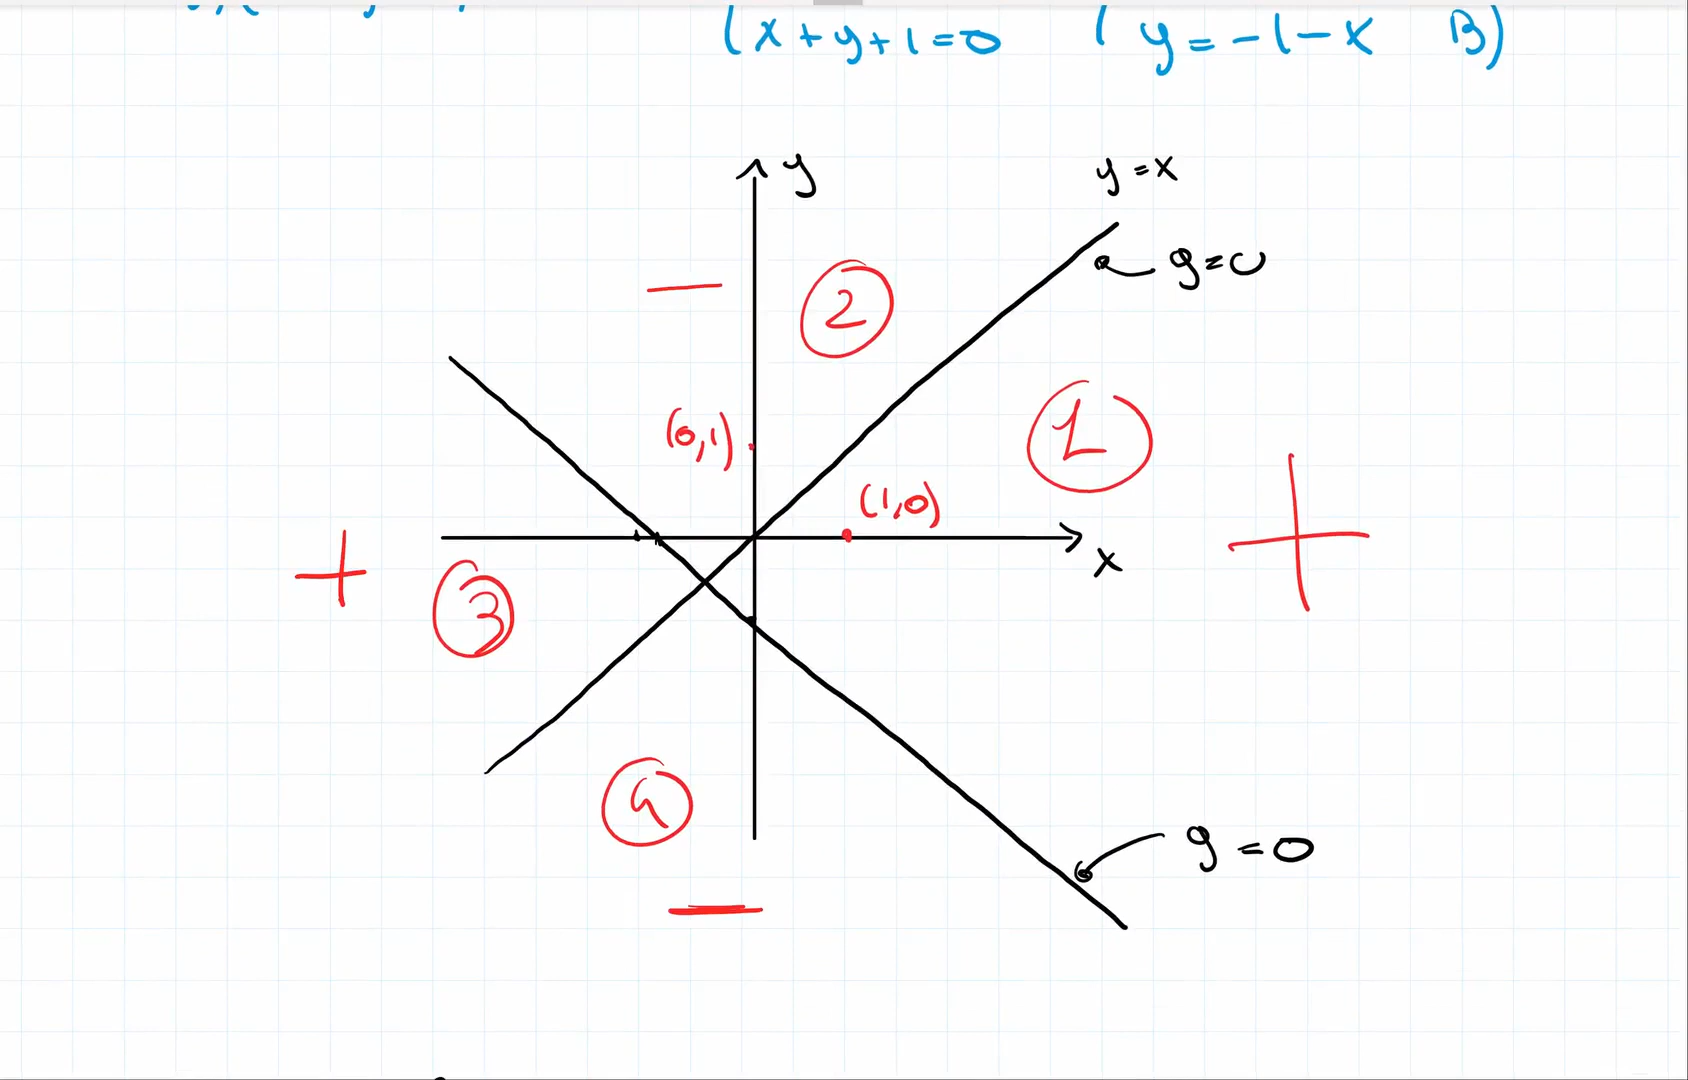 (x+y+1=0 ( y=-1-x B)
y
y=x
g=0
2
(0,1)
1
(1,0)
x
3
4
g=0